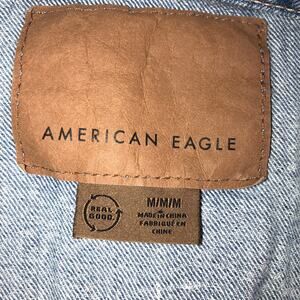 AMERICAN EAGLE
REAL
GOOD.
M/M/M
MADE IN CHINA
FABRIQUÉ EN
CHINE